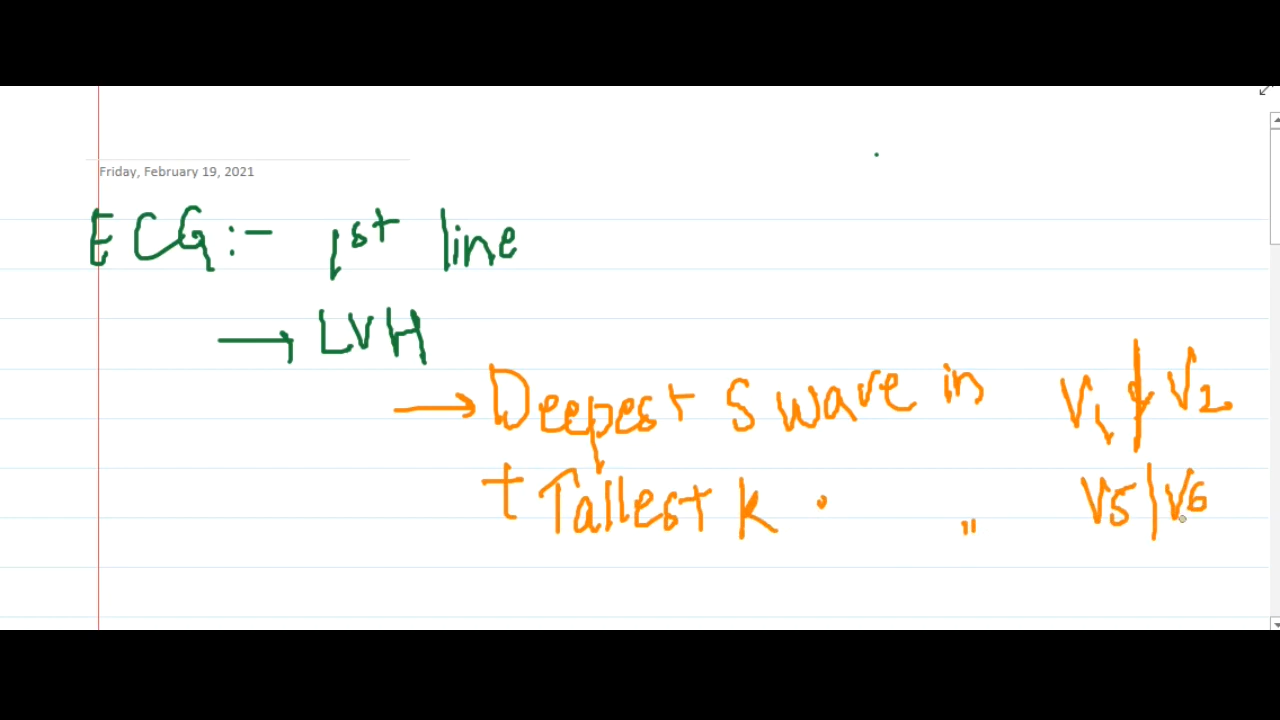 Friday, February 19, 2021
ECG :- 1st line
→ LVH
→ Deepest S wave in V1 / V2
+ Tallest R " V5 / V6